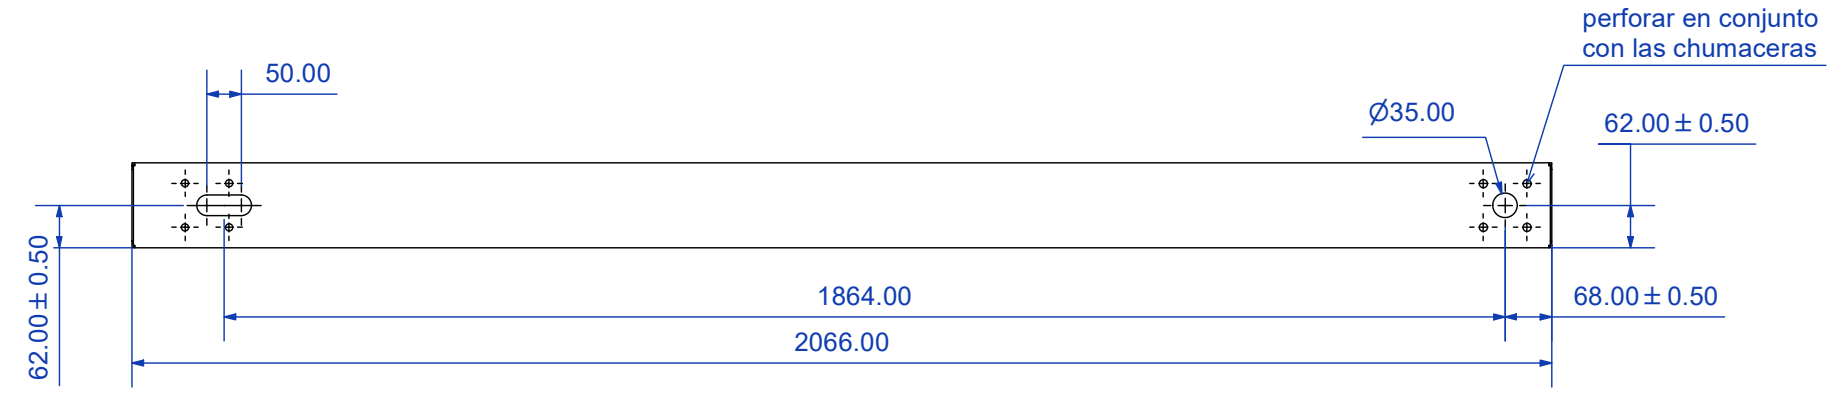 perforar en conjunto
con las chumaceras
50.00
Ø35.00
62.00 ± 0.50
62.00 ± 0.50
1864.00
68.00 ± 0.50
2066.00